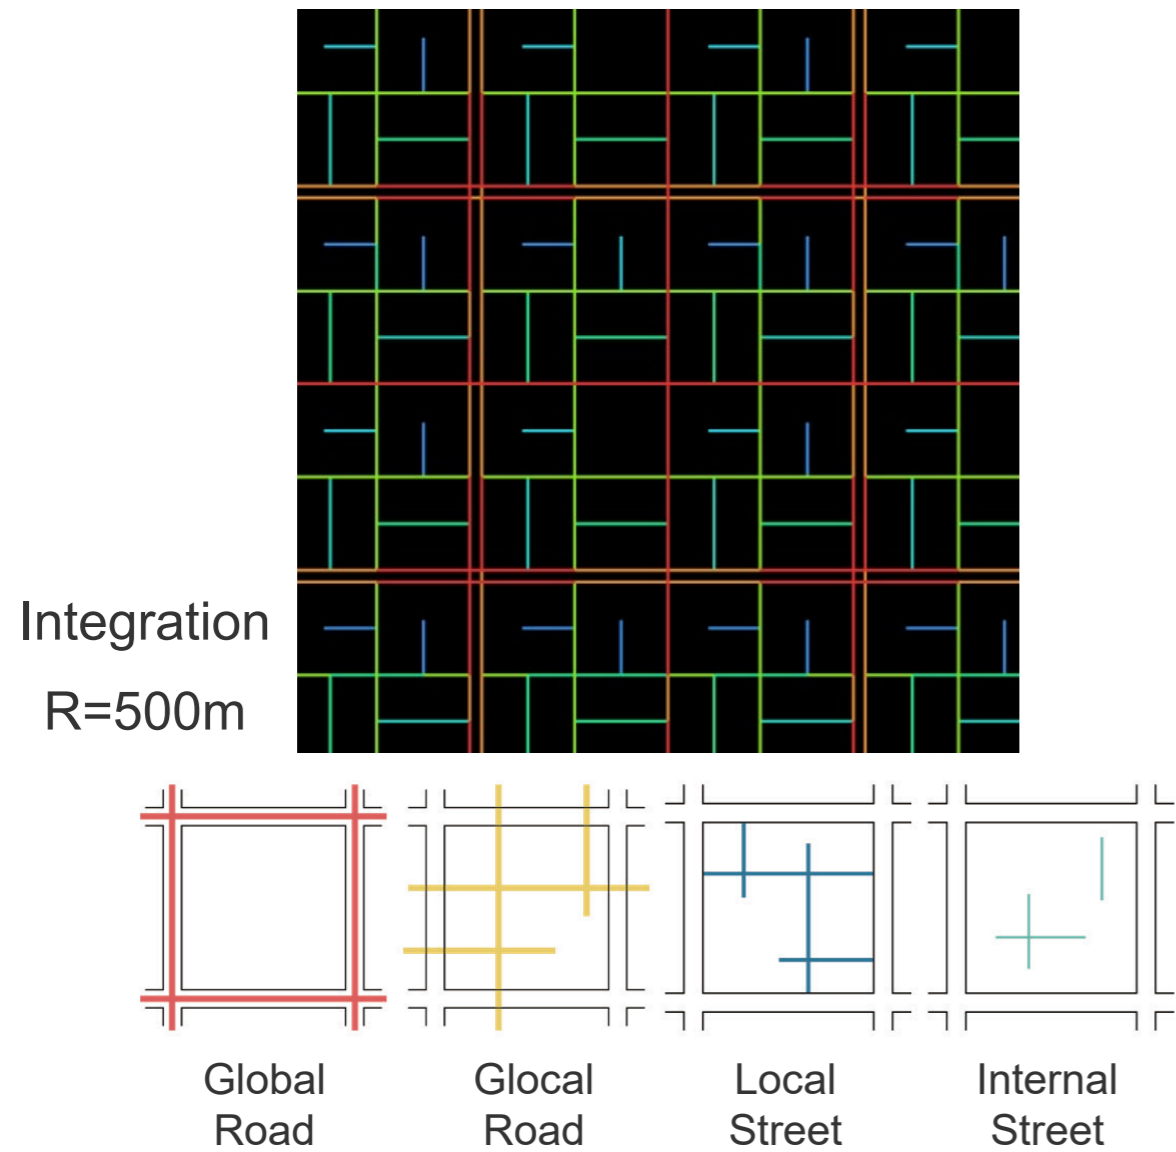 Integration
R=500m
Global
Road
Glocal
Road
Local
Street
Internal
Street